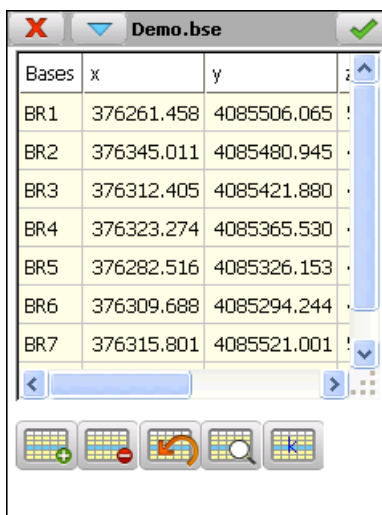 Demo.bse
Bases x y z
BR1 376261.458 4085506.065
BR2 376345.011 4085480.945
BR3 376312.405 4085421.880
BR4 376323.274 4085365.530
BR5 376282.516 4085326.153
BR6 376309.688 4085294.244
BR7 376315.801 4085521.001
k